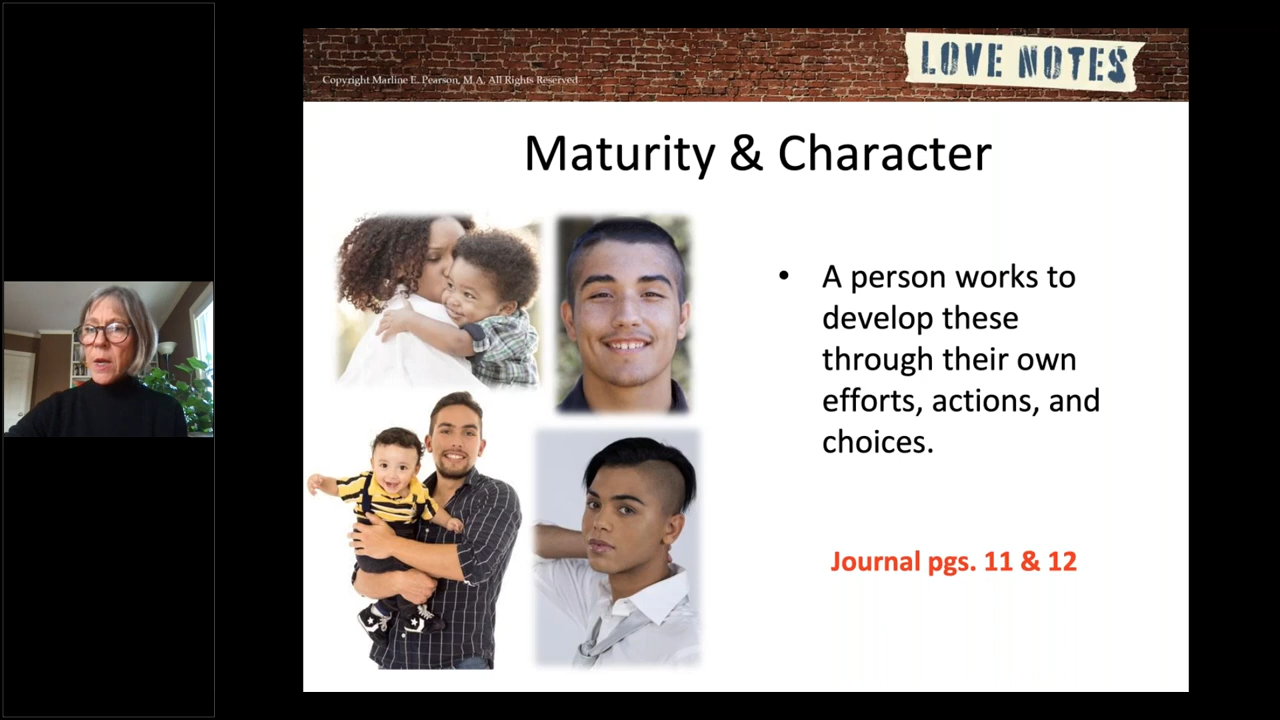 Copyright Marline E. Pearson, M.A. All Rights Reserved
LOVE NOTES
Maturity & Character
• A person works to
develop these
through their own
efforts, actions, and
choices.
Journal pgs. 11 & 12